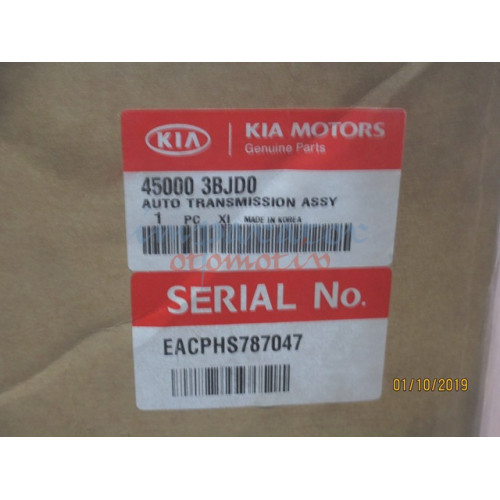 KIA
KIA MOTORS
Genuine Parts
45000 3BJD0
AUTO TRANSMISSION ASSY
1 PC XI MADE IN KOREA
otomotiv
SERIAL No.
EACPHS787047
01/10/2019